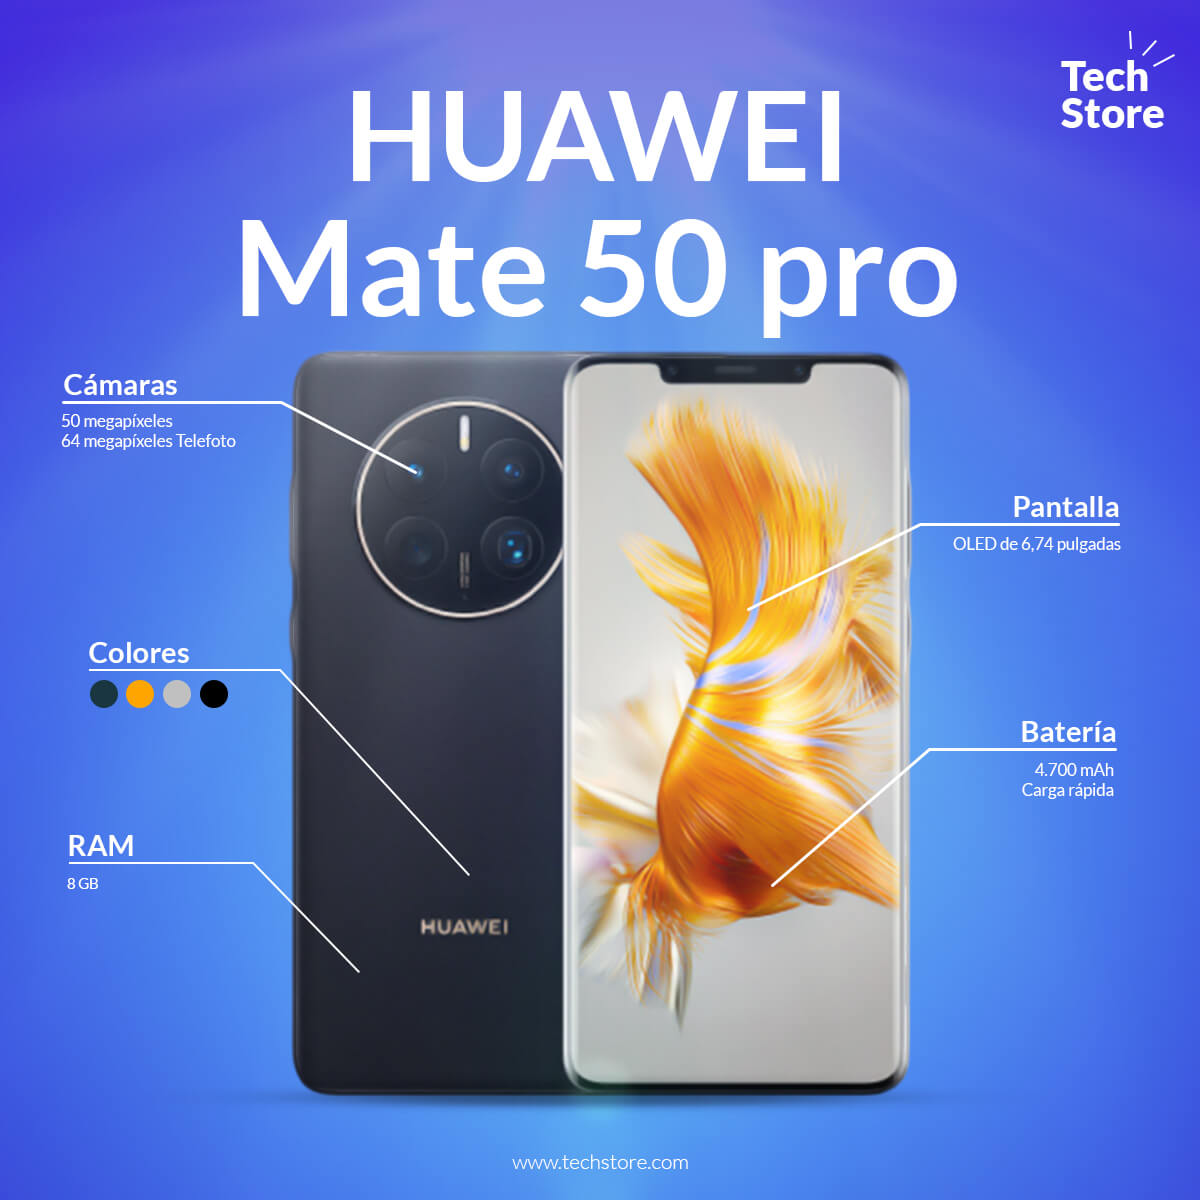 Tech
Store
HUAWEI
Mate 50 pro
Cámaras
50 megapíxeles
64 megapíxeles Telefoto
Pantalla
OLED de 6,74 pulgadas
Colores
Batería
4.700 mAh
Carga rápida
RAM
8 GB
HUAWEI
www.techstore.com